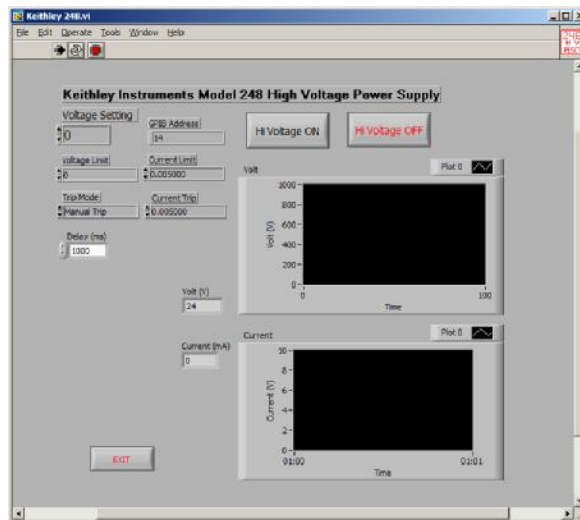 Keithley 248.vi
File Edit Operate Tools Window Help
248
H V
Keithley Instruments Model 248 High Voltage Power Supply
Voltage Setting
0
GPIB Address
14
Hi Voltage ON
Hi Voltage OFF
Voltage Limit
0
Current Limit
0.005000
Trip Mode
Manual Trip
Current Trip
0.005000
Delay (ms)
1000
Volt
Plot 0
1000
800
600
400
200
0
Volt (V)
0
100
Time
Volt (V)
24
Current (mA)
0
Current
Plot 0
10
8
6
4
2
0
Current (V)
01:00
01:01
Time
EXIT